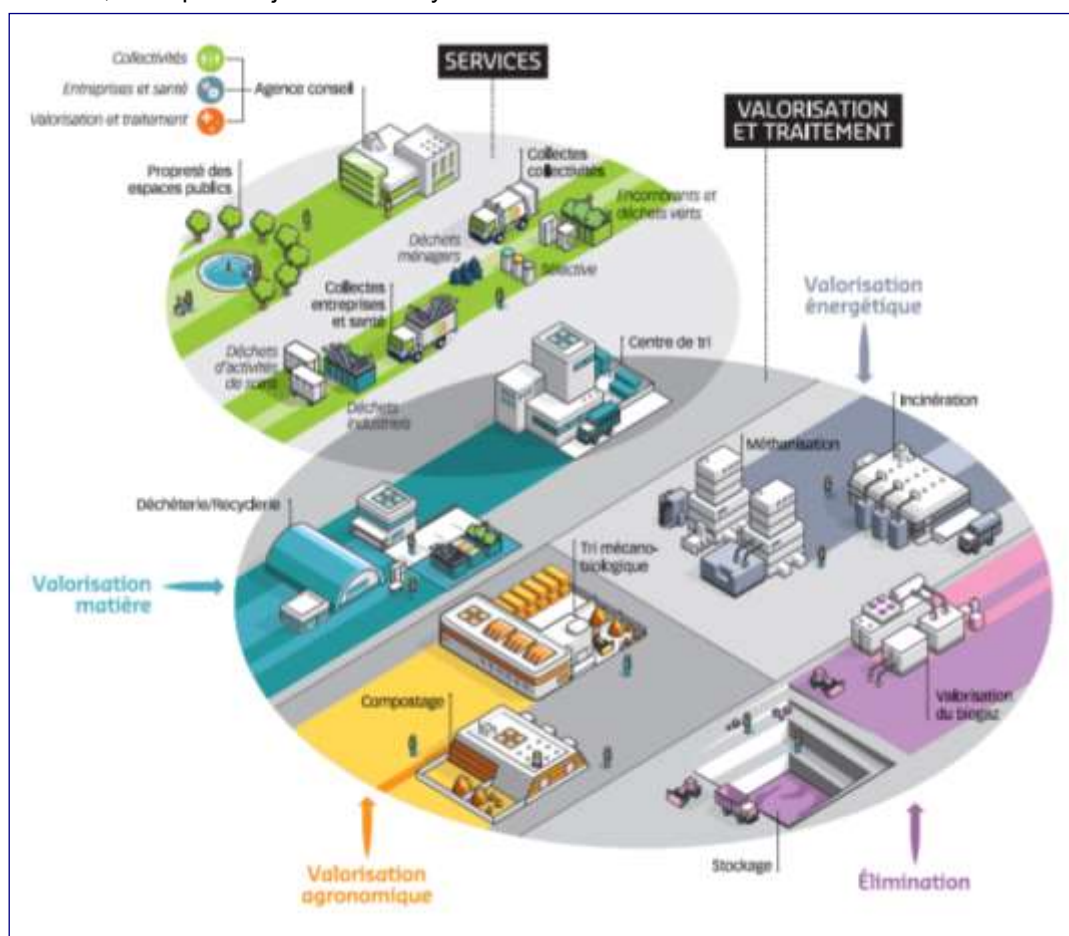 Collectivités
Entreprises et santé
Agence conseil
Valorisation et traitement
SERVICES
VALORISATION
ET TRAITEMENT
Propreté des
espaces publics
Collectes
collectivités
Encombrants et
déchets verts
Déchets
ménagers
Sélective
Collectes
entreprises
et santé
Déchets
d'activités
de soins
Déchets
industriels
Centre de tri
Valorisation
énergétique
Incinération
Méthanisation
Déchèterie/Recyclerie
Tri mécano-
biologique
Valorisation
matière
Compostage
Valorisation
du biogaz
Stockage
Valorisation
agronomique
Élimination